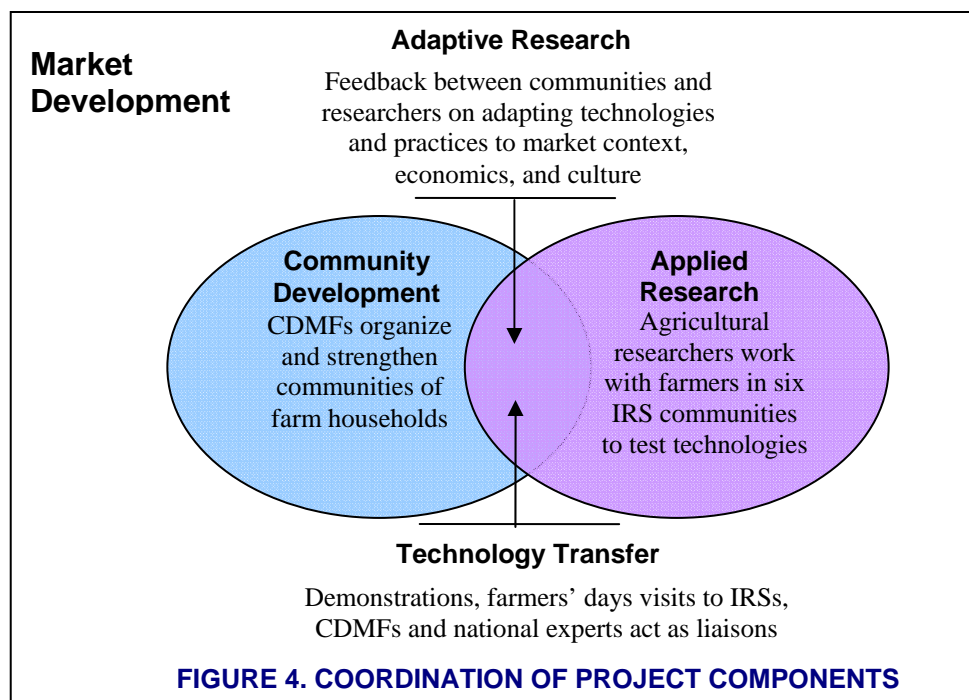 Market
Development
Adaptive Research
Feedback between communities and
researchers on adapting technologies
and practices to market context,
economics, and culture
Community
Development
CDMFs organize
and strengthen
communities of
farm households
Applied
Research
Agricultural
researchers work
with farmers in six
IRS communities
to test technologies
Technology Transfer
Demonstrations, farmers’ days visits to IRSs,
CDMFs and national experts act as liaisons
FIGURE 4. COORDINATION OF PROJECT COMPONENTS